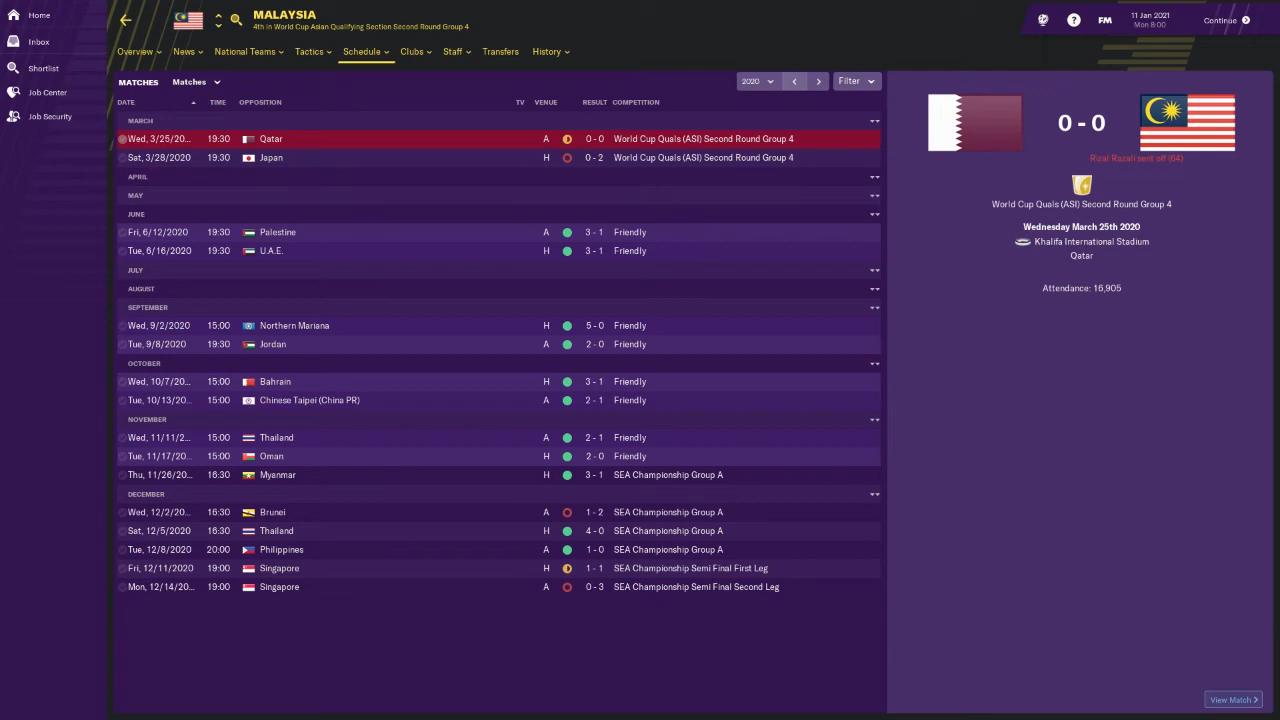 Home
Inbox
Shortlist
Job Center
Job Security
MALAYSIA
4th in World Cup Asian Qualifying Section Second Round Group 4
FM
11 Jan 2021
Mon 8:00
Continue
Overview News National Teams Tactics Schedule Clubs Staff Transfers History
MATCHES Matches 2020 Filter
DATE TIME OPPOSITION TV VENUE RESULT COMPETITION
MARCH
Wed, 3/25/20... 19:30 Qatar A 0 - 0 World Cup Quals (ASI) Second Round Group 4
Sat, 3/28/2020 19:30 Japan H 0 - 2 World Cup Quals (ASI) Second Round Group 4
APRIL
MAY
JUNE
Fri, 6/12/2020 19:30 Palestine A 3 - 1 Friendly
Tue, 6/16/2020 19:30 U.A.E. H 3 - 1 Friendly
JULY
AUGUST
SEPTEMBER
Wed, 9/2/2020 15:00 Northern Mariana H 5 - 0 Friendly
Tue, 9/8/2020 19:30 Jordan A 2 - 0 Friendly
OCTOBER
Wed, 10/7/20... 15:00 Bahrain H 3 - 1 Friendly
Tue, 10/13/20... 15:00 Chinese Taipei (China PR) A 2 - 1 Friendly
NOVEMBER
Wed, 11/11/2... 15:00 Thailand A 2 - 1 Friendly
Tue, 11/17/20... 15:00 Oman H 2 - 0 Friendly
Thu, 11/26/20... 16:30 Myanmar H 3 - 1 SEA Championship Group A
DECEMBER
Wed, 12/2/20... 16:30 Brunei A 1 - 2 SEA Championship Group A
Sat, 12/5/2020 16:30 Thailand H 4 - 0 SEA Championship Group A
Tue, 12/8/2020 20:00 Philippines A 1 - 0 SEA Championship Group A
Fri, 12/11/2020 19:00 Singapore H 1 - 1 SEA Championship Semi Final First Leg
Mon, 12/14/20... 19:00 Singapore A 0 - 3 SEA Championship Semi Final Second Leg
0 - 0
Rizal Razali sent off (64)
World Cup Quals (ASI) Second Round Group 4
Wednesday March 25th 2020
Khalifa International Stadium
Qatar
Attendance: 16,905
View Match